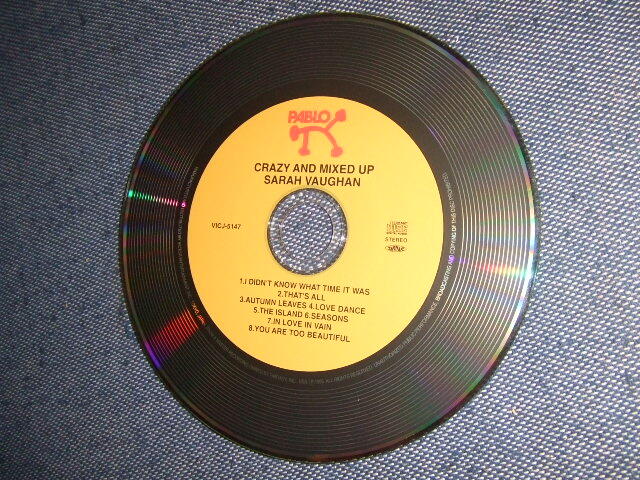 PABLO
CRAZY AND MIXED UP
SARAH VAUGHAN
VICJ-5147
STEREO
1.I DIDN'T KNOW WHAT TIME IT WAS
2.THAT'S ALL
3.AUTUMN LEAVES 4.LOVE DANCE
5.THE ISLAND 6.SEASONS
7.IN LOVE IN VAIN
8.YOU ARE TOO BEAUTIFUL